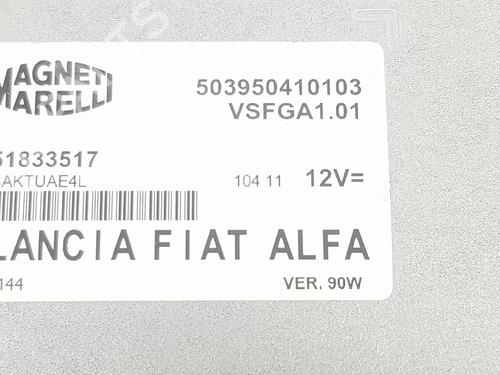 MAGNETI
MARELLI
503950410103
VSFGA1.01
51833517
AKTUAE4L
104 11 12V=
LANCIA FIAT ALFA
144 VER. 90W